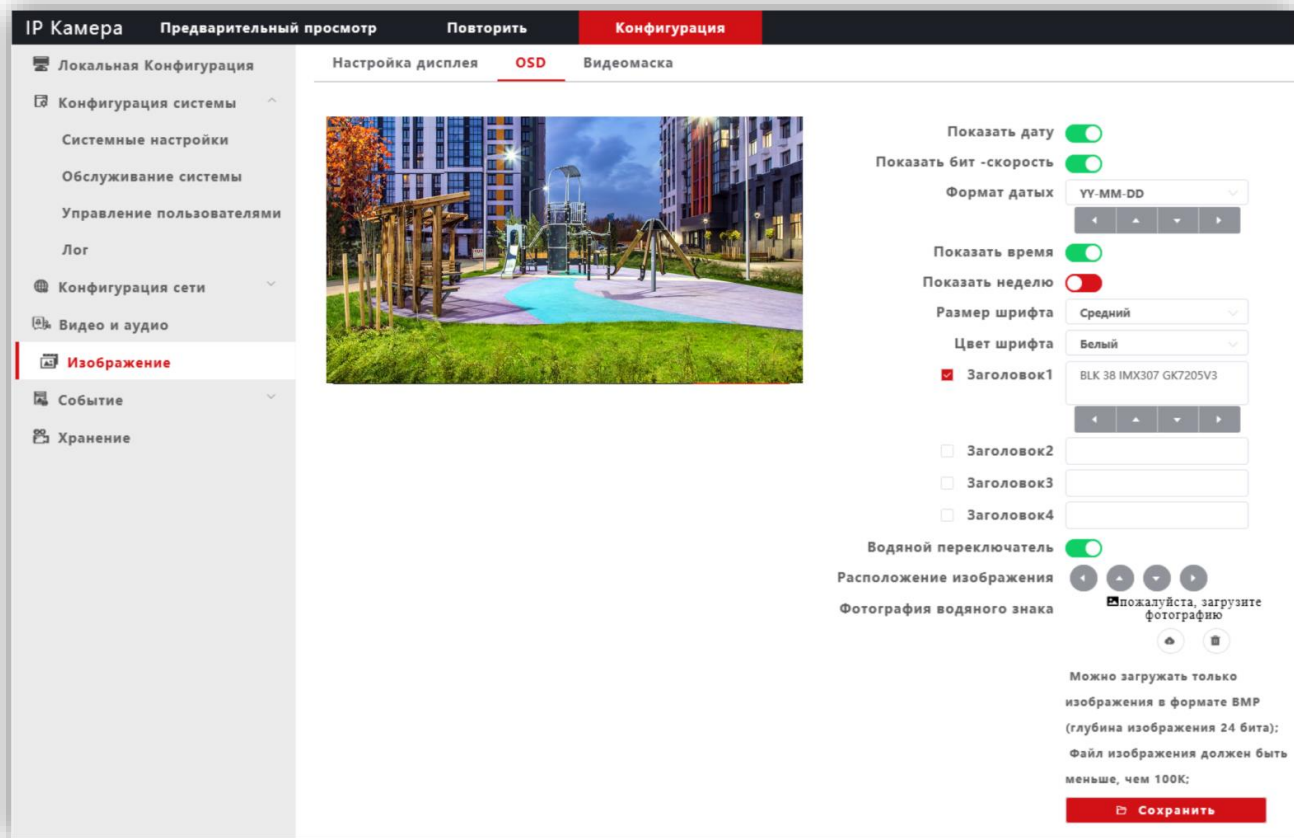 IP Камера Предварительный просмотр Повторить Конфигурация
Локальная Конфигурация
Конфигурация системы
Системные настройки
Обслуживание системы
Управление пользователями
Лог
Конфигурация сети
Видео и аудио
Изображение
Событие
Хранение
Настройка дисплея OSD Видеомаска
Показать дату
Показать бит -скорость
Формат датых YY-MM-DD
Показать время
Показать неделю
Размер шрифта Средний
Цвет шрифта Белый
Заголовок1 BLK 38 IMX307 GK7205V3
Заголовок2
Заголовок3
Заголовок4
Водяной переключатель
Расположение изображения
Фотография водяного знака пожалуйста, загрузите
фотографию
Можно загружать только
изображения в формате BMP
(глубина изображения 24 бита);
Файл изображения должен быть
меньше, чем 100K;
Сохранить